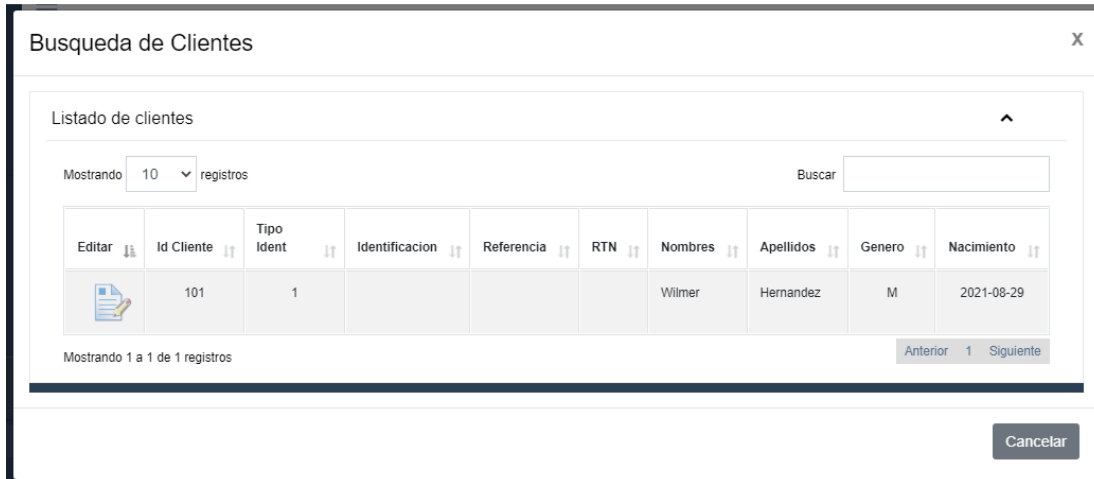 Busqueda de Clientes X
Listado de clientes
Mostrando 10 registros Buscar
Editar Id Cliente Tipo Ident Identificacion Referencia RTN Nombres Apellidos Genero Nacimiento
101 1 Wilmer Hernandez M 2021-08-29
Mostrando 1 a 1 de 1 registros Anterior 1 Siguiente
Cancelar